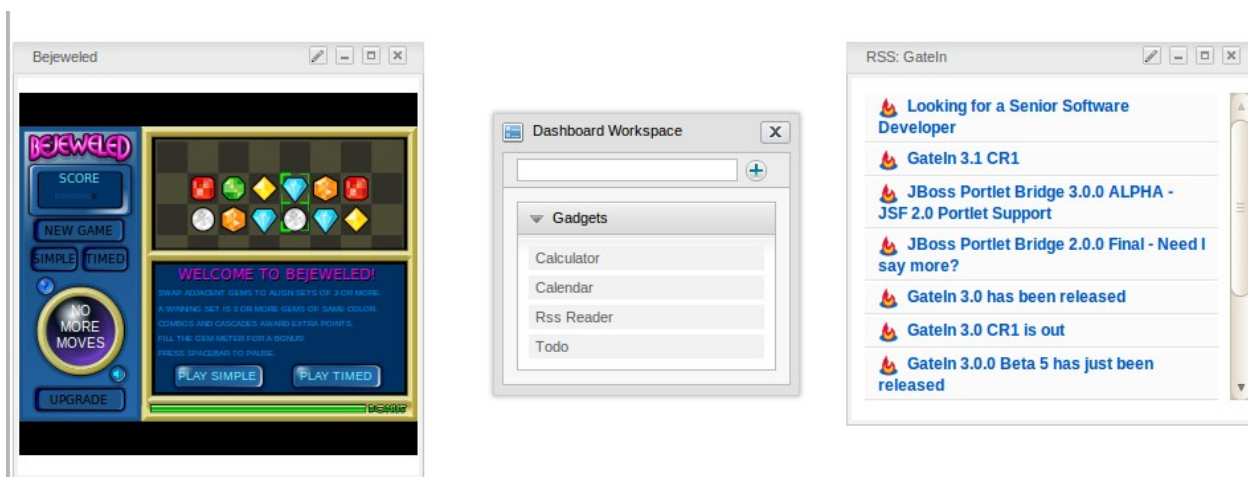 Bejeweled
BEJEWELED
SCORE
NEW GAME
SIMPLE TIMED
NO
MORE
MOVES
UPGRADE
WELCOME TO BEJEWELED!
SWAP ADJACENT GEMS TO ALIGN SETS OF 3 OR MORE.
A WINNING SET IS 3 OR MORE GEMS OF SAME COLOR.
COMBOS AND CASCADES AWARD EXTRA POINTS.
FILL THE GEM METER FOR A BONUS!
PRESS SPACEBAR TO PAUSE.
PLAY SIMPLE PLAY TIMED
BONUS
Dashboard Workspace
Gadgets
Calculator
Calendar
Rss Reader
Todo
RSS: GateIn
Looking for a Senior Software
Developer
GateIn 3.1 CR1
JBoss Portlet Bridge 3.0.0 ALPHA -
JSF 2.0 Portlet Support
JBoss Portlet Bridge 2.0.0 Final - Need I
say more?
GateIn 3.0 has been released
GateIn 3.0 CR1 is out
GateIn 3.0.0 Beta 5 has just been
released